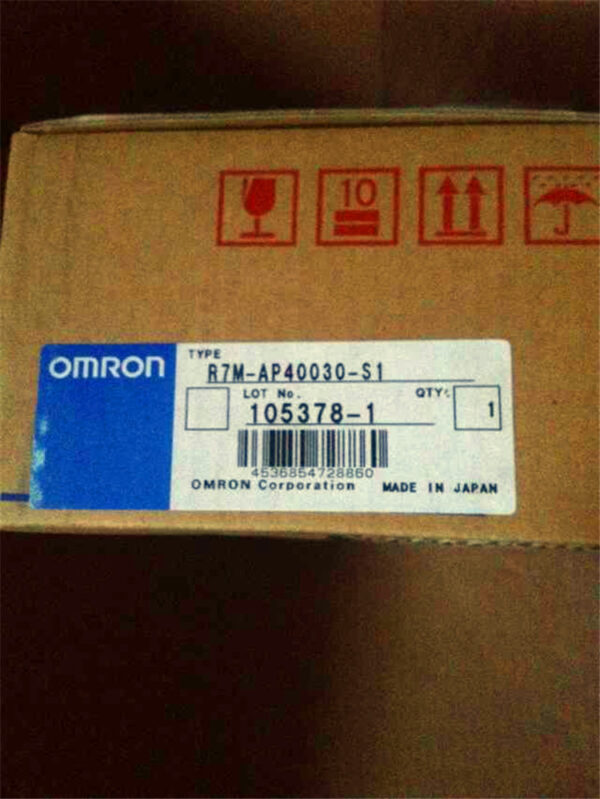 10
OMRON
TYPE
R7M-AP40030-S1
LOT No.
QTY
105378-1
1
4536854728860
OMRON Corporation
MADE IN JAPAN